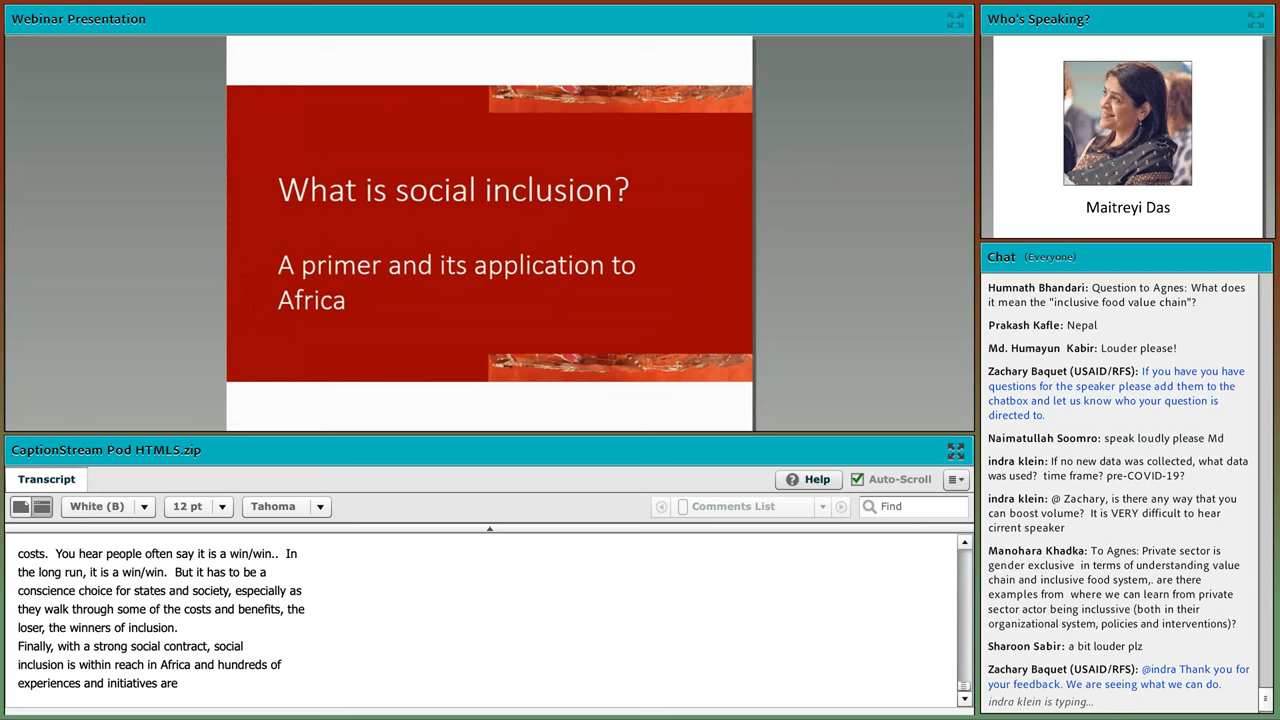 Webinar Presentation
What is social inclusion?
A primer and its application to
Africa
Who's Speaking?
Maitreyi Das
Chat (Everyone)
Humnath Bhandari: Question to Agnes: What does
it mean the "inclusive food value chain"?
Prakash Kafle: Nepal
Md. Humayun Kabir: Louder please!
Zachary Baquet (USAID/RFS): If you have you have
questions for the speaker please add them to the
chatbox and let us know who your question is
directed to.
Naimatullah Soomro: speak loudly please Md
indra klein: If no new data was collected, what data
was used? time frame? pre-COVID-19?
indra klein: @ Zachary, is there any way that you
can boost volume? It is VERY difficult to hear
cirrent speaker
Manohara Khadka: To Agnes: Private sector is
gender exclusive in terms of understanding value
chain and inclusive food system,. are there
examples from where we can learn from private
sector actor being inclussive (both in their
organizational system, policies and interventions)?
Sharoon Sabir: a bit louder plz
Zachary Baquet (USAID/RFS): @indra Thank you for
your feedback. We are seeing what we can do.
indra klein is typing...
CaptionStream Pod HTML5.zip
Transcript
Help
Auto-Scroll
White (B)
12 pt
Tahoma
Comments List
Find
costs. You hear people often say it is a win/win.. In
the long run, it is a win/win. But it has to be a
conscience choice for states and society, especially as
they walk through some of the costs and benefits, the
loser, the winners of inclusion.
Finally, with a strong social contract, social
inclusion is within reach in Africa and hundreds of
experiences and initiatives are